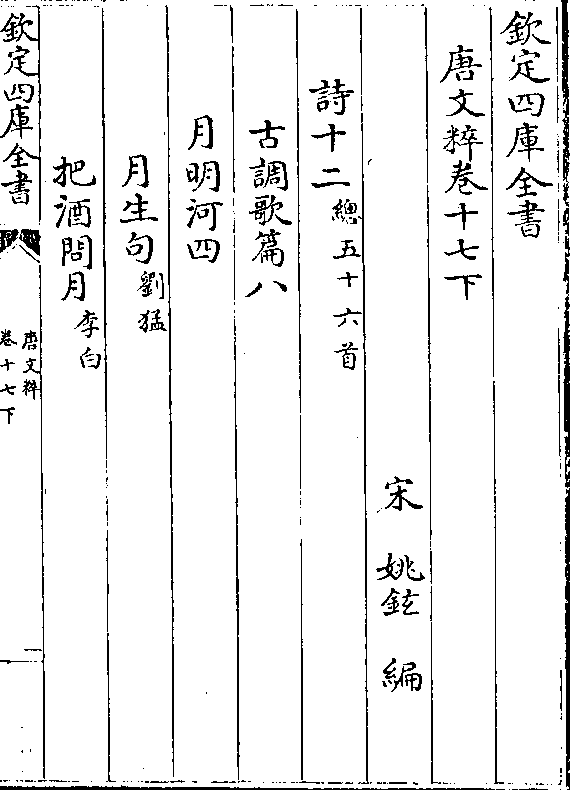 欽定四庫全書
唐文粹卷十七下
宋 姚鉉 編
詩十二總五十六首
古調歌篇八
月明河四
月生句劉猛
把酒問月李白
欽定四庫全書
唐文粹
卷十七下
一